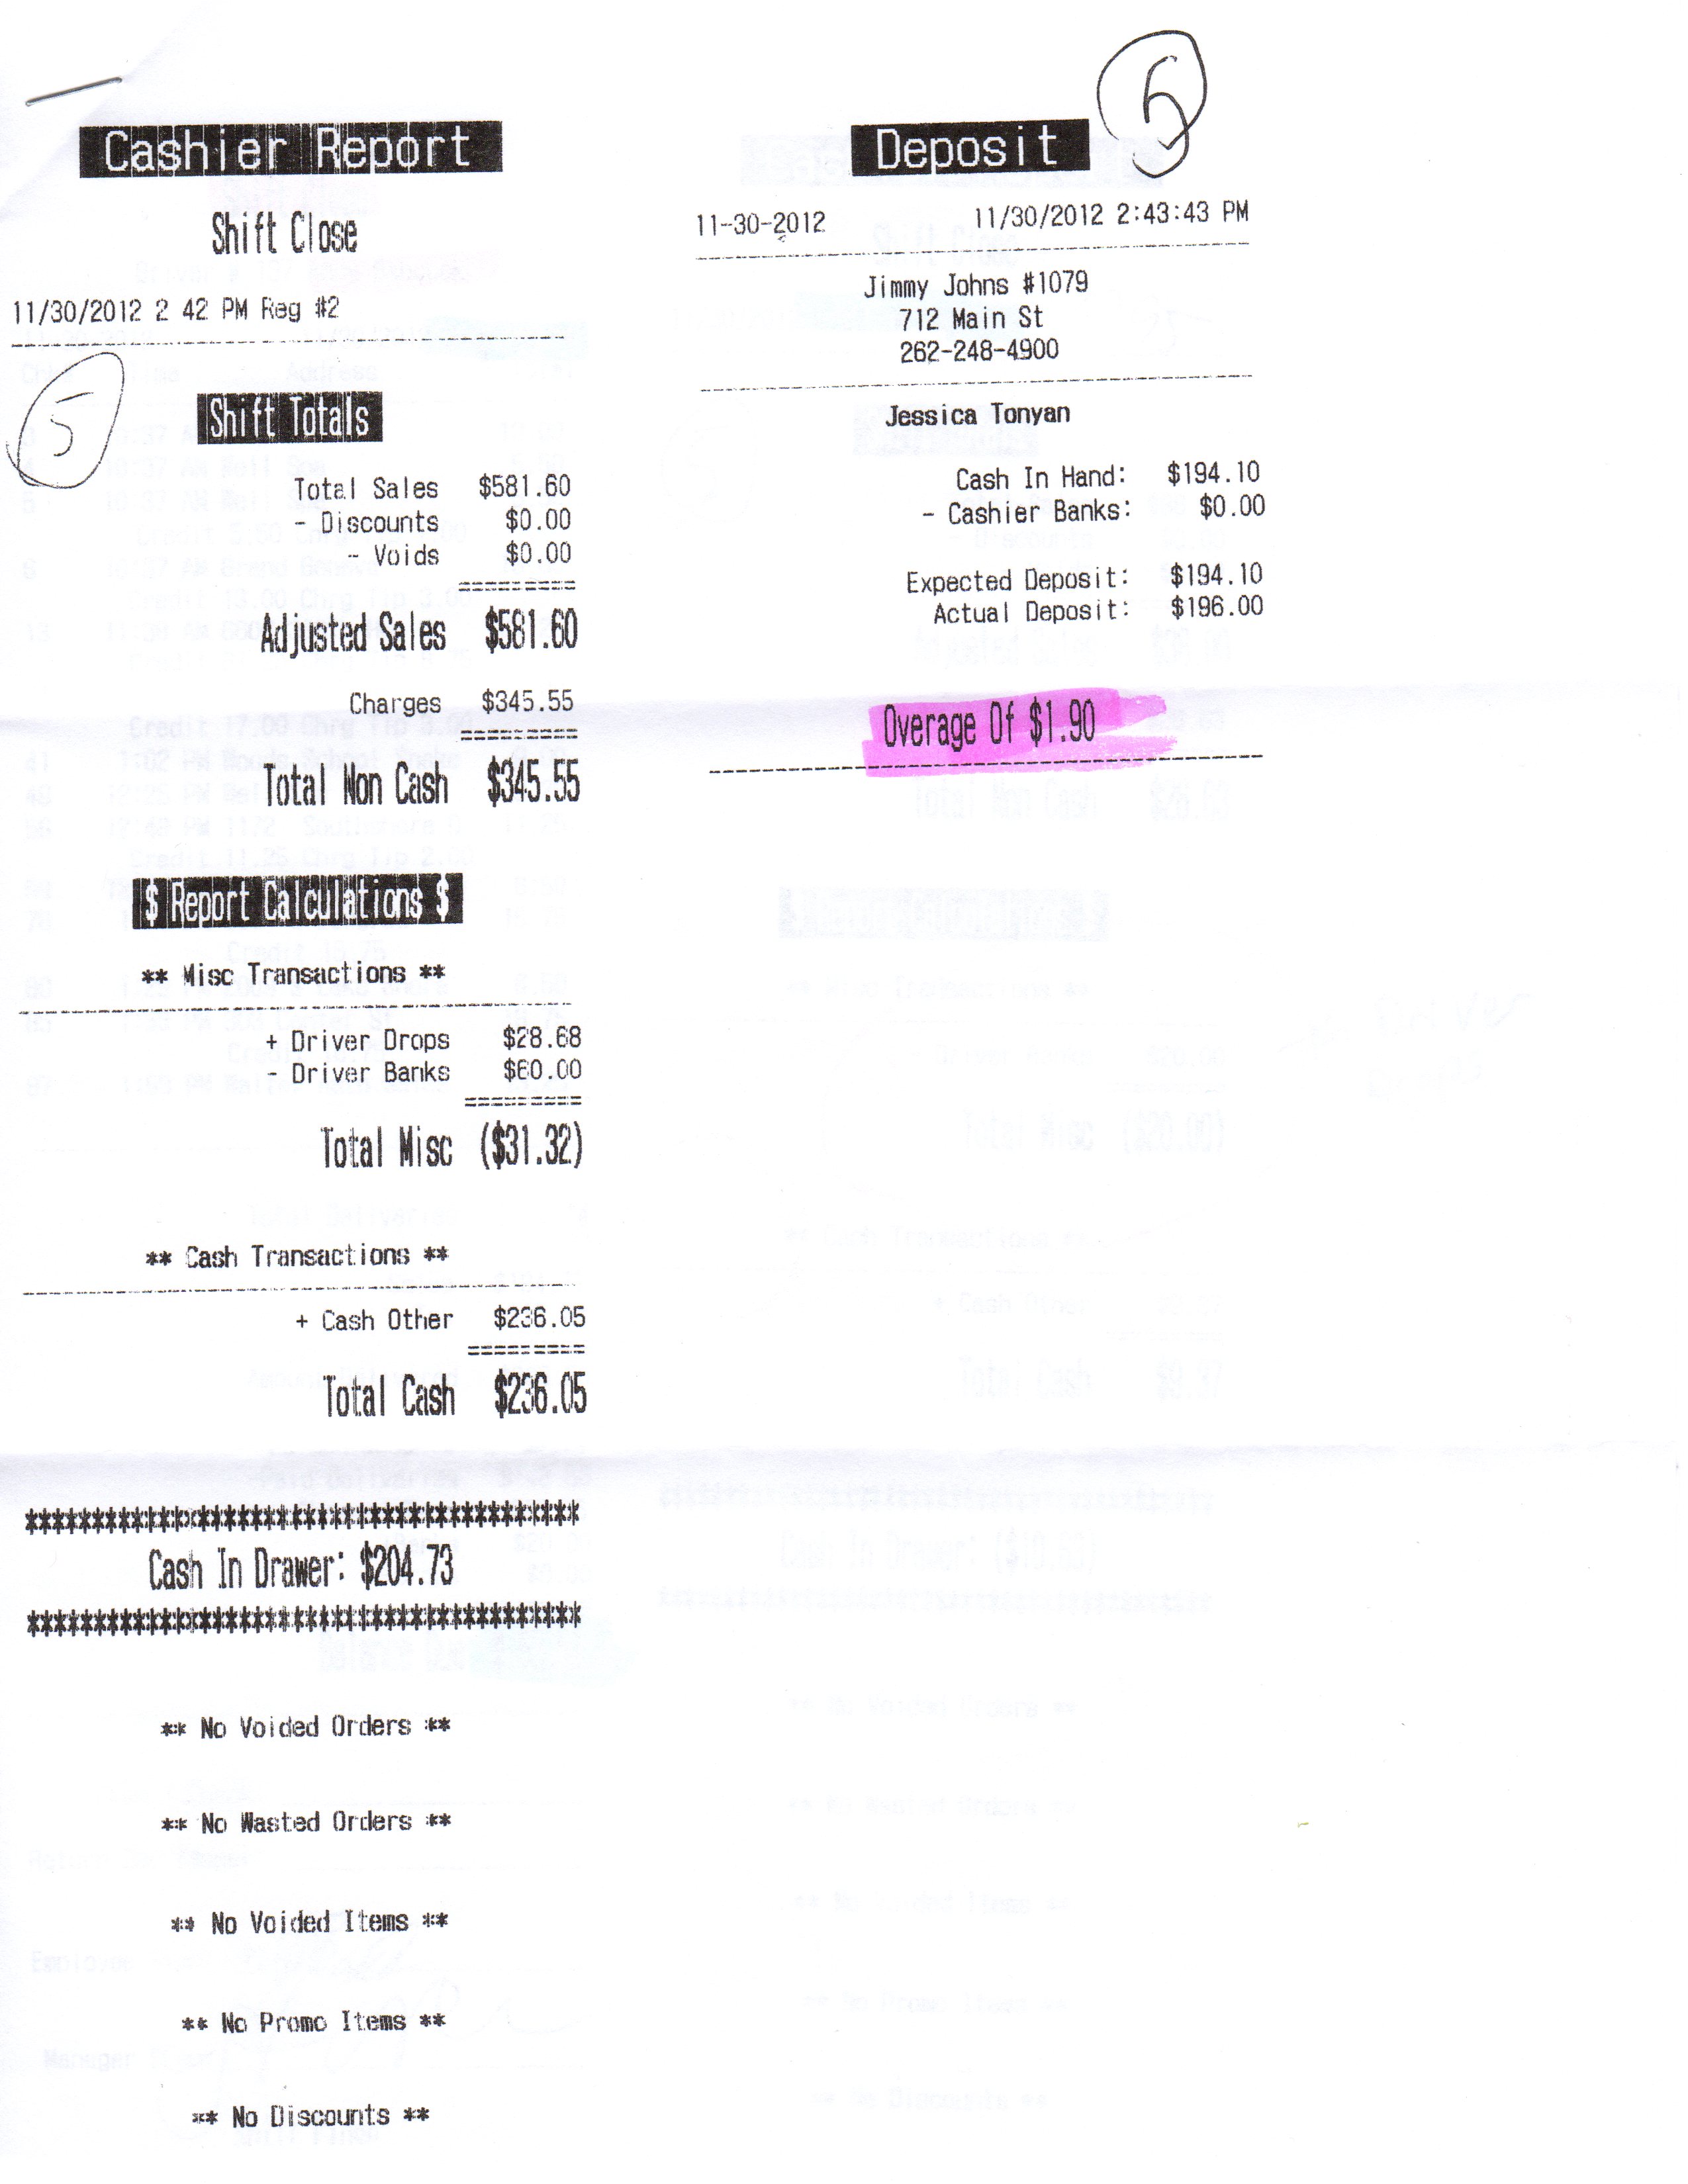 Cashier Report
Shift Close
11/30/2012 2 42 PM Reg #2
5
Shift Totals
Total Sales $581.60
- Discounts $0.00
- Voids $0.00
=========
Adjusted Sales $581.60
Charges $345.55
=========
Total Non Cash $345.55
$ Report Calculations $
** Misc Transactions **
+ Driver Drops $28.68
- Driver Banks $60.00
=========
Total Misc ($31.32)
** Cash Transactions **
+ Cash Other $236.05
=========
Total Cash $236.05
Cash In Drawer: $204.73
** No Voided Orders **
** No Wasted Orders **
** No Voided Items **
** No Promo Items **
** No Discounts **
5
Deposit
11-30-2012 11/30/2012 2:43:43 PM
Jimmy Johns #1079
712 Main St
262-248-4900
Jessica Tonyan
Cash In Hand: $194.10
- Cashier Banks: $0.00
Expected Deposit: $194.10
Actual Deposit: $196.00
Overage Of $1.90